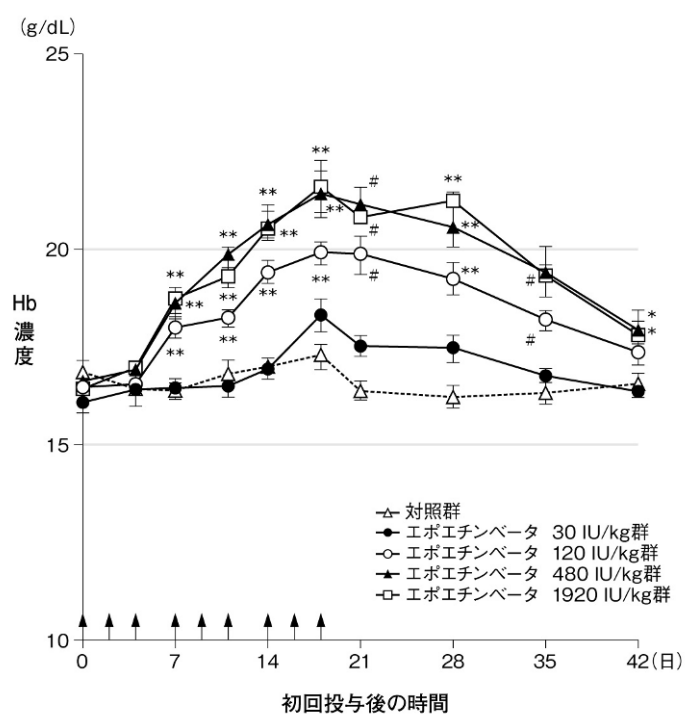 (g/dL)
25
20
15
10
Hb
濃
度
**
**
**
**
**
**
**
**
**
**
**
**
**
**
#
#
#
**
**
**
#
#
*
*
対照群
エポエチンベータ 30 IU/kg群
エポエチンベータ 120 IU/kg群
エポエチンベータ 480 IU/kg群
エポエチンベータ 1920 IU/kg群
0 7 14 21 28 35 42(日)
初回投与後の時間